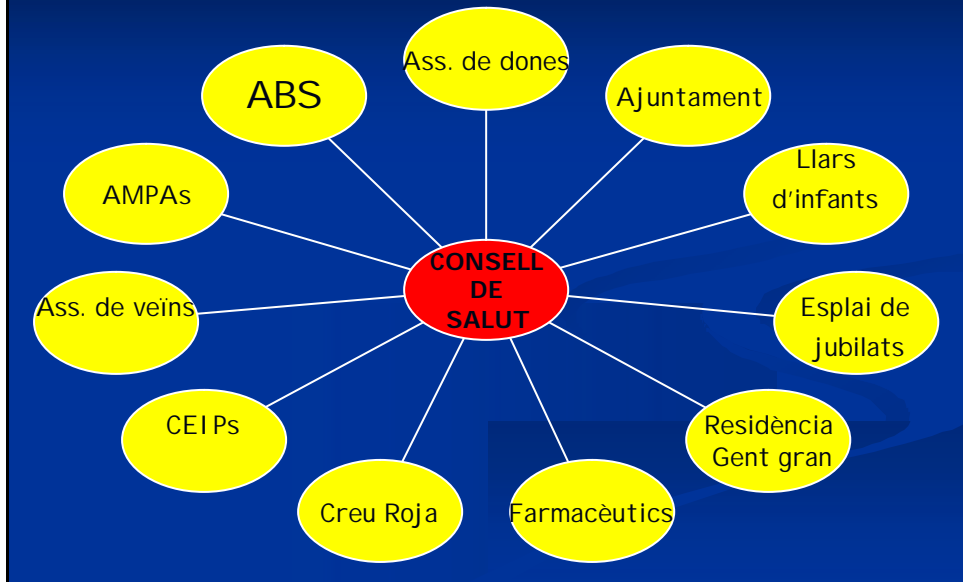 Ass. de dones
ABS
Ajuntament
Llars
d'infants
AMPAs
CONSELL
DE
SALUT
Ass. de veïns
Esplai de
jubilats
CEIPs
Residència
Gent gran
Creu Roja
Farmacèutics